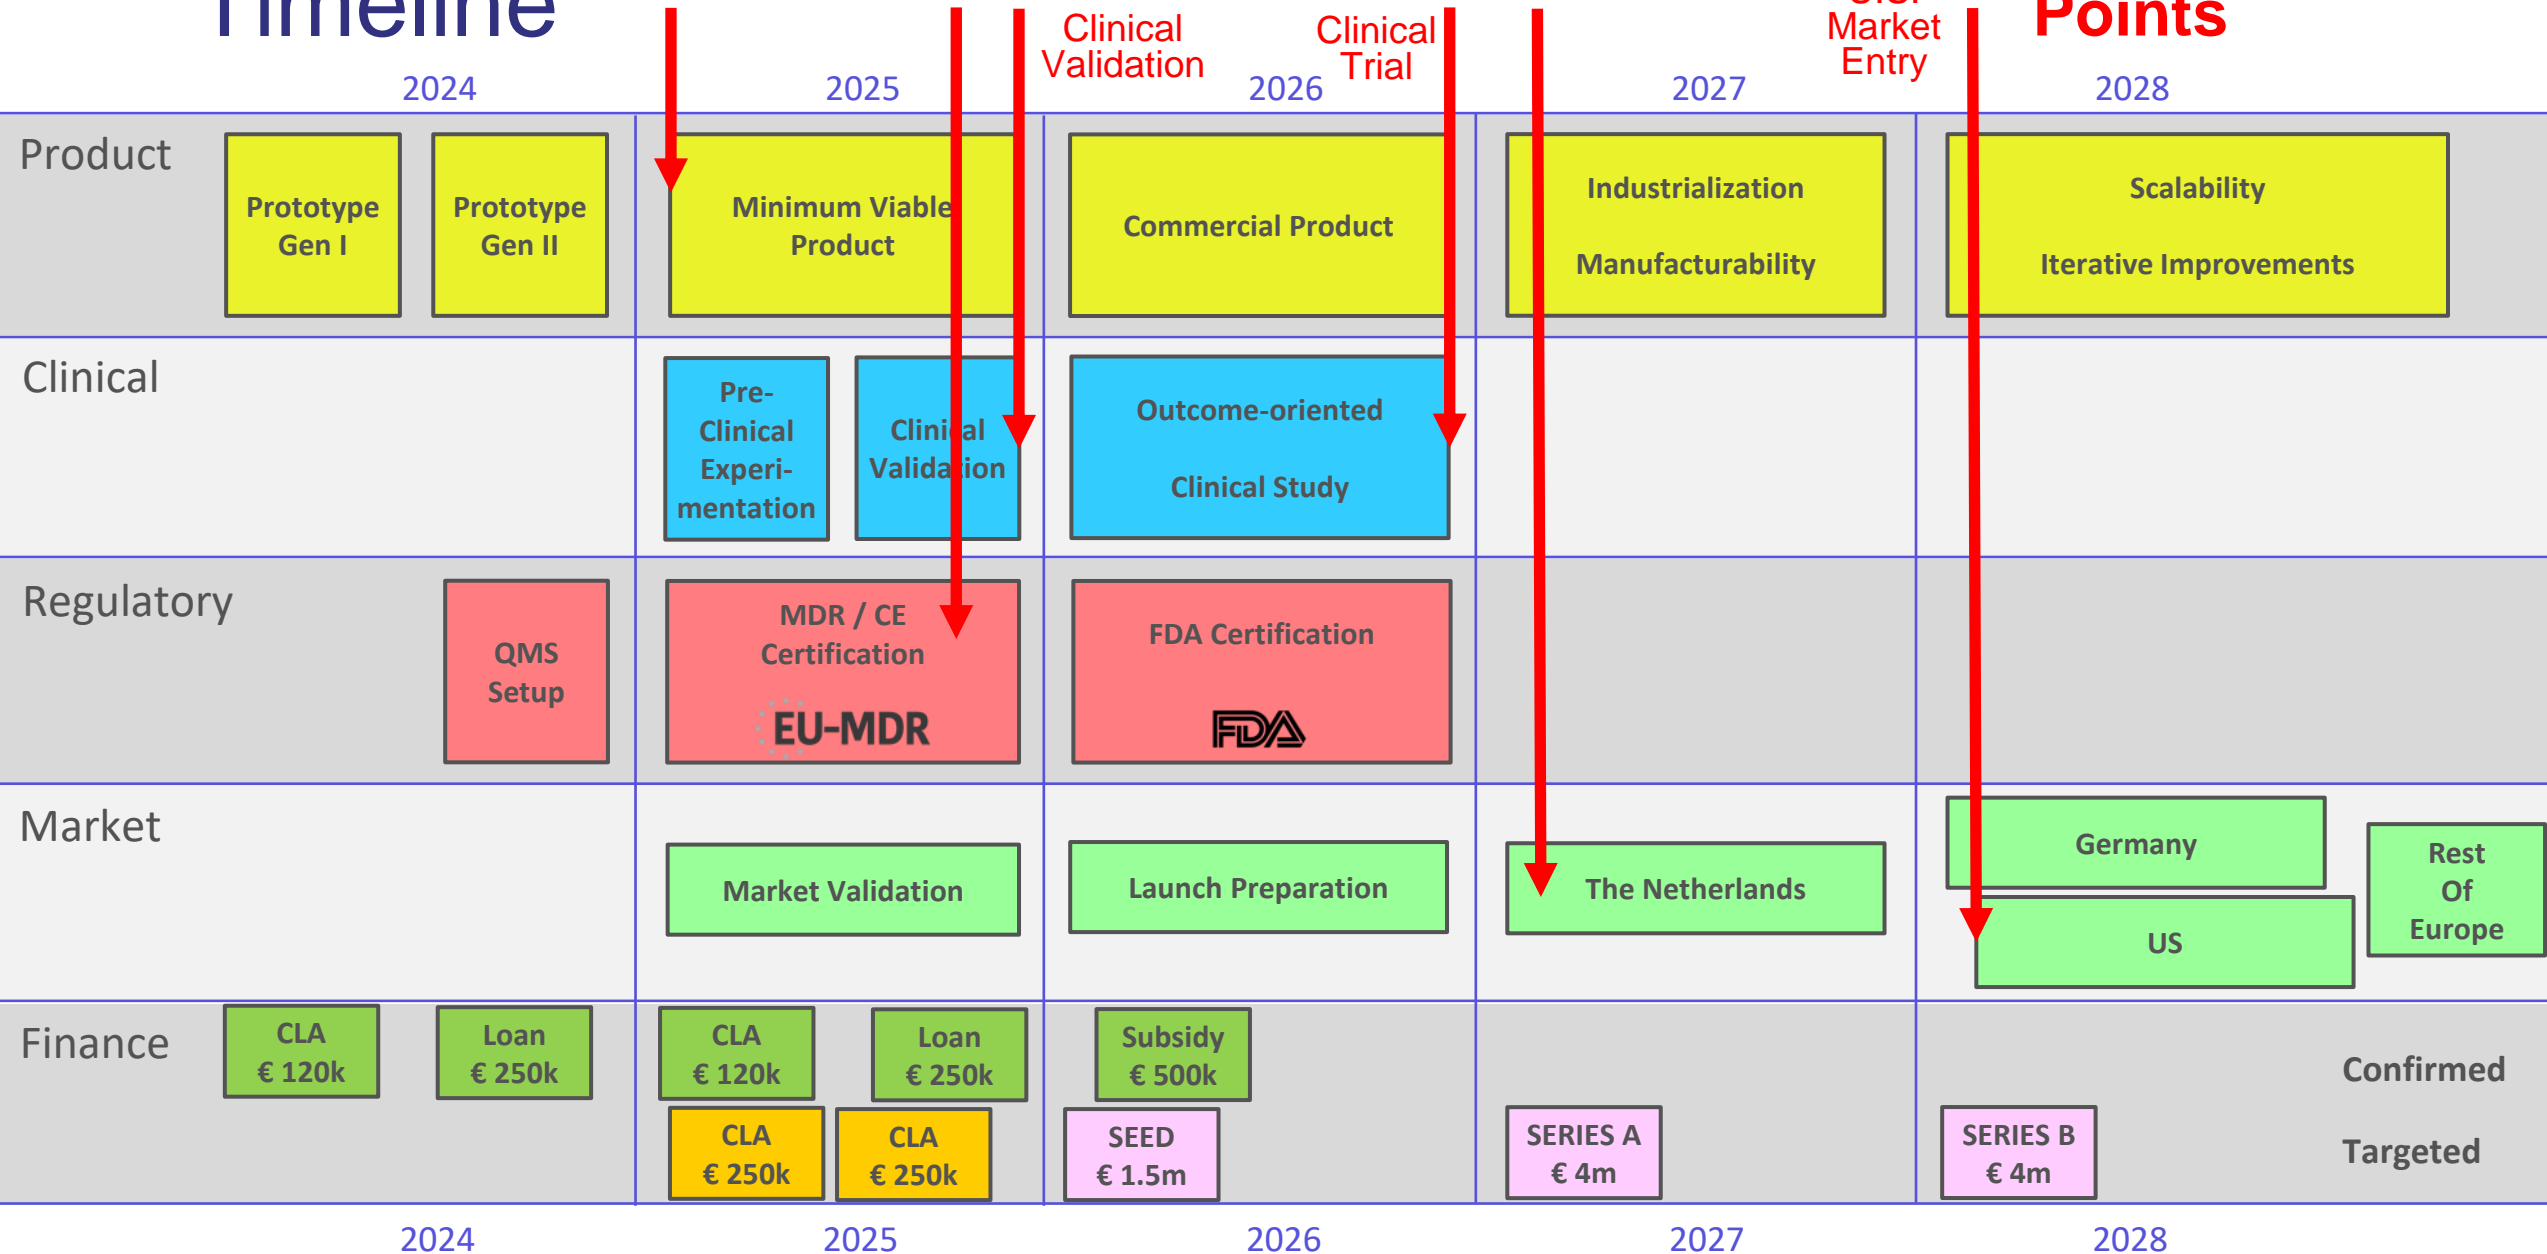 Timeline
Points
Clinical
Validation
Clinical
Trial
Market
Entry
2024
2025
2026
2027
2028
Product
Prototype
Gen I
Prototype
Gen II
Minimum Viable
Product
Commercial Product
Industrialization
Manufacturability
Scalability
Iterative Improvements
Clinical
Pre-
Clinical
Experi-
mentation
Clinical
Validation
Outcome-oriented
Clinical Study
Regulatory
QMS
Setup
MDR / CE
Certification
EU-MDR
FDA Certification
FDA
Market
Market Validation
Launch Preparation
The Netherlands
Germany
US
Rest
Of
Europe
Finance
CLA
€ 120k
Loan
€ 250k
CLA
€ 120k
Loan
€ 250k
Subsidy
€ 500k
Confirmed
CLA
€ 250k
CLA
€ 250k
SEED
€ 1.5m
SERIES A
€ 4m
SERIES B
€ 4m
Targeted
2024
2025
2026
2027
2028